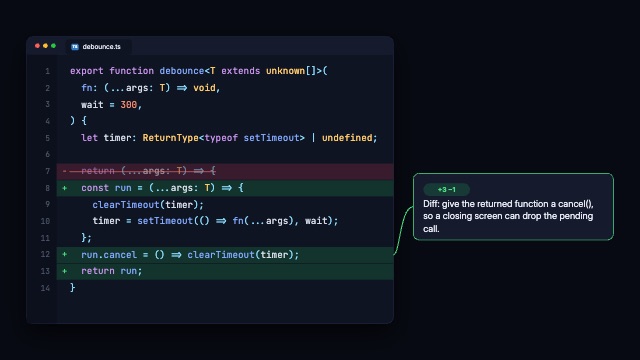 TS debounce.ts
1 export function debounce<T extends unknown[]>(
2 fn: (...args: T) => void,
3 wait = 300,
4 ) {
5 let timer: ReturnType<typeof setTimeout> | undefined;
6
7 - return (...args: T) => {
8 + const run = (...args: T) => {
9 clearTimeout(timer);
10 timer = setTimeout(() => fn(...args), wait);
11 };
12 + run.cancel = () => clearTimeout(timer);
13 + return run;
14 }
+3 −1
Diff: give the returned function a cancel(),
so a closing screen can drop the pending
call.